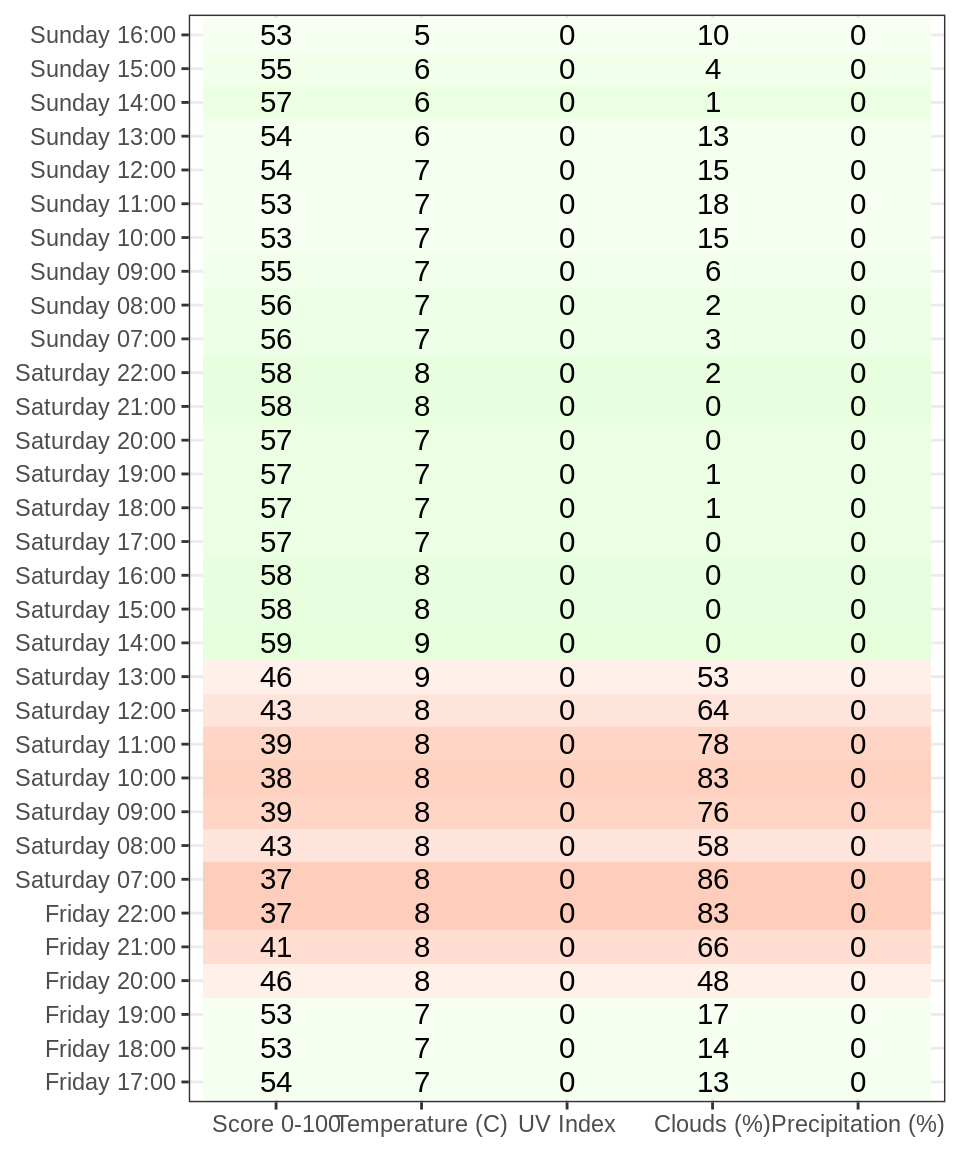 Sunday 16:00 53 5 0 10 0
Sunday 15:00 55 6 0 4 0
Sunday 14:00 57 6 0 1 0
Sunday 13:00 54 6 0 13 0
Sunday 12:00 54 7 0 15 0
Sunday 11:00 53 7 0 18 0
Sunday 10:00 53 7 0 15 0
Sunday 09:00 55 7 0 6 0
Sunday 08:00 56 7 0 2 0
Sunday 07:00 56 7 0 3 0
Saturday 22:00 58 8 0 2 0
Saturday 21:00 58 8 0 0 0
Saturday 20:00 57 7 0 0 0
Saturday 19:00 57 7 0 1 0
Saturday 18:00 57 7 0 1 0
Saturday 17:00 57 7 0 0 0
Saturday 16:00 58 8 0 0 0
Saturday 15:00 58 8 0 0 0
Saturday 14:00 59 9 0 0 0
Saturday 13:00 46 9 0 53 0
Saturday 12:00 43 8 0 64 0
Saturday 11:00 39 8 0 78 0
Saturday 10:00 38 8 0 83 0
Saturday 09:00 39 8 0 76 0
Saturday 08:00 43 8 0 58 0
Saturday 07:00 37 8 0 86 0
Friday 22:00 37 8 0 83 0
Friday 21:00 41 8 0 66 0
Friday 20:00 46 8 0 48 0
Friday 19:00 53 7 0 17 0
Friday 18:00 53 7 0 14 0
Friday 17:00 54 7 0 13 0
Score 0-100 Temperature (C) UV Index Clouds (%) Precipitation (%)